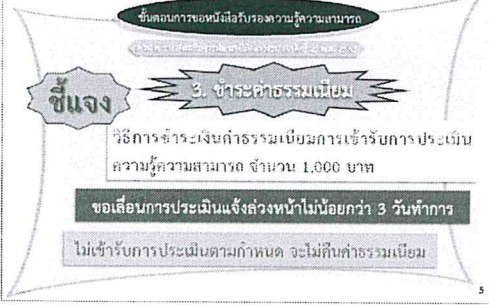 ขั้นตอนการขอหนังสือรับรองความรู้ความสามารถ
ชี้แจง
3. ชำระค่าธรรมเนียม
วิธีการชำระเงินค่าธรรมเนียมการเข้ารับการประเมิน
ความรู้ความสามารถ จำนวน 1,000 บาท
ขอเลื่อนการประเมินแจ้งล่วงหน้าไม่น้อยกว่า 3 วันทำการ
ไม่เข้ารับการประเมินตามกำหนด จะไม่คืนค่าธรรมเนียม
5